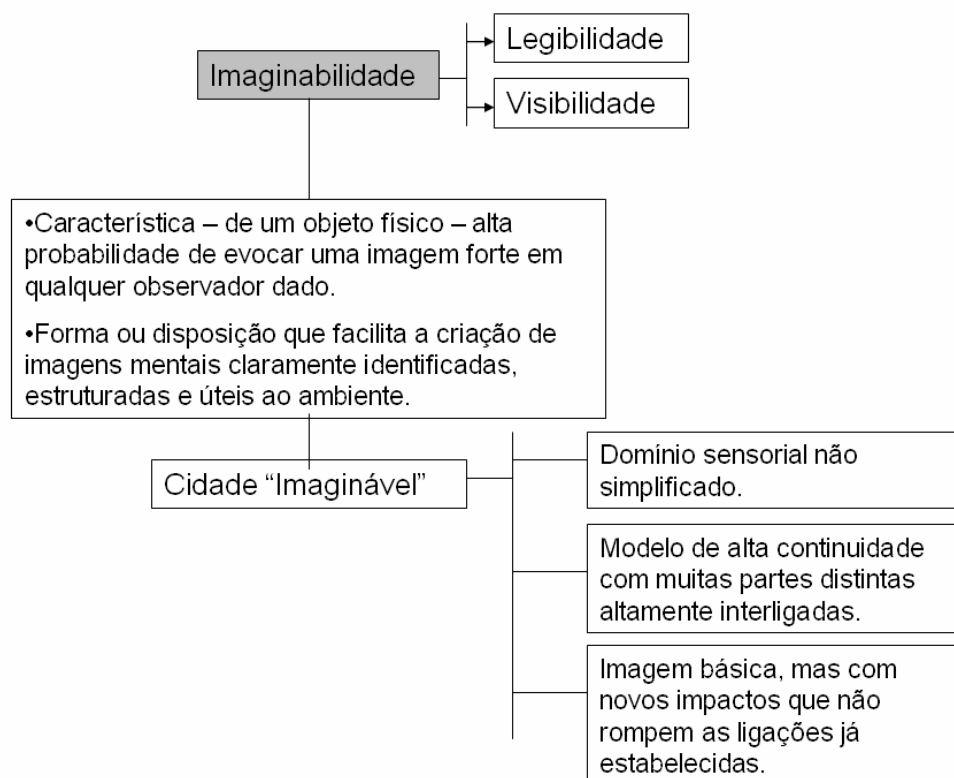 Legibilidade
Imaginabilidade
Visibilidade
•Característica – de um objeto físico – alta
probabilidade de evocar uma imagem forte em
qualquer observador dado.
•Forma ou disposição que facilita a criação de
imagens mentais claramente identificadas,
estruturadas e úteis ao ambiente.
Cidade “Imaginável”
Domínio sensorial não
simplificado.
Modelo de alta continuidade
com muitas partes distintas
altamente interligadas.
Imagem básica, mas com
novos impactos que não
rompem as ligações já
estabelecidas.